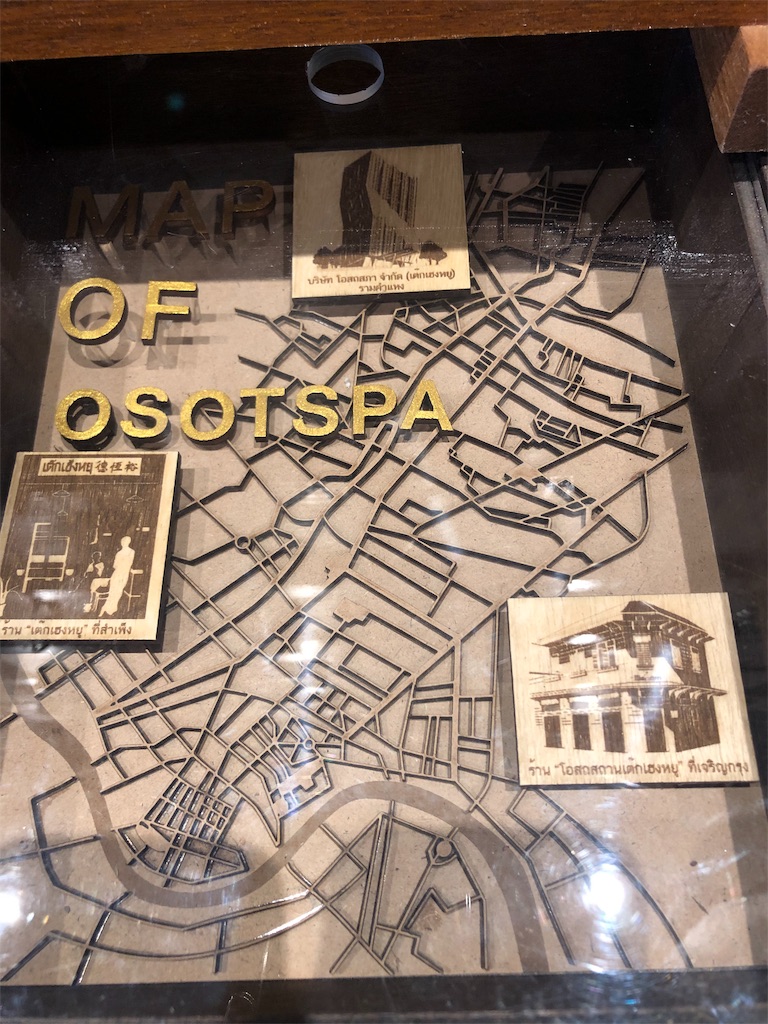 MAP
OF
OSOTSPA
บริษัท โอสถสภา จำกัด (เต๊กเฮงหยู)
รามคำแหง
เต๊กเฮงหยู 德恒裕
ร้าน "เต๊กเฮงหยู" ที่สำเพ็ง
ร้าน "โอสถสถานเต๊กเฮงหยู" ที่เจริญกรุง